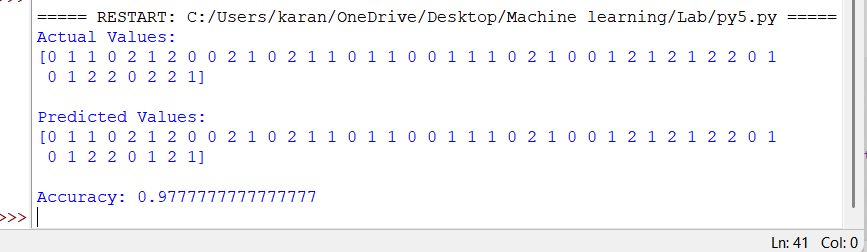 >>>
===== RESTART: C:/Users/karan/OneDrive/Desktop/Machine learning/Lab/py5.py =====
Actual Values:
[0 1 1 0 2 1 2 0 0 2 1 0 2 1 1 0 1 1 0 0 1 1 1 0 2 1 0 0 1 2 1 2 1 2 2 0 1
0 1 2 2 0 2 2 1]
Predicted Values:
[0 1 1 0 2 1 2 0 0 2 1 0 2 1 1 0 1 1 0 0 1 1 1 0 2 1 0 0 1 2 1 2 1 2 2 0 1
0 1 2 2 0 1 2 1]
Accuracy: 0.9777777777777777
>>>
Ln: 41 Col: 0